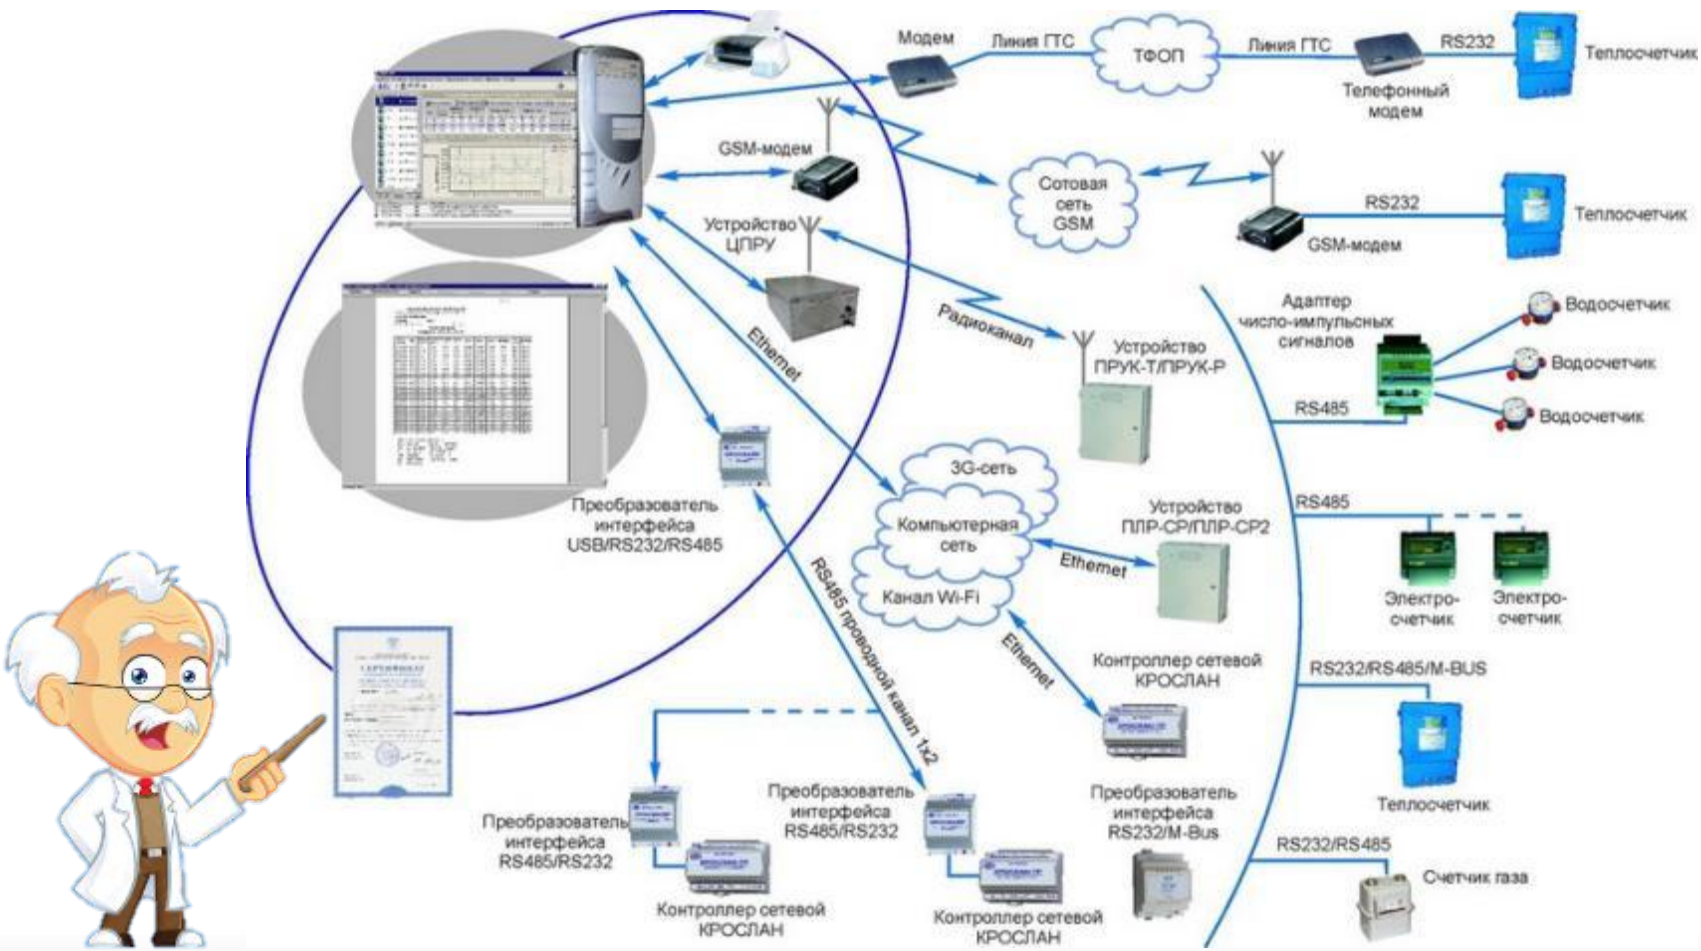 Модем
Линия ГТС
ТФОП
Линия ГТС
RS232
Теплосчетчик
Телефонный
модем
GSM-модем
Сотовая
сеть
GSM
RS232
Теплосчетчик
GSM-модем
Устройство
ЦПРУ
Радиоканал
Ethernet
Устройство
ПРУК-Т/ПРУК-Р
Адаптер
число-импульсных
сигналов
Водосчетчик
Водосчетчик
Водосчетчик
RS485
3G-сеть
Компьютерная
сеть
Канал Wi-Fi
Преобразователь
интерфейса
USB/RS232/RS485
Устройство
ПЛР-СР/ПЛР-СР2
Ethernet
RS485
Электро-
счетчик
Электро-
счетчик
RS485 проводной канал 1x2
Ethernet
Контроллер сетевой
КРОСЛАН
RS232/RS485/M-BUS
Теплосчетчик
СЕРТИФИКАТ
Преобразователь
интерфейса
RS485/RS232
Преобразователь
интерфейса
RS485/RS232
Преобразователь
интерфейса
RS232/M-Bus
Контроллер сетевой
КРОСЛАН
Контроллер сетевой
КРОСЛАН
RS232/RS485
Счетчик газа